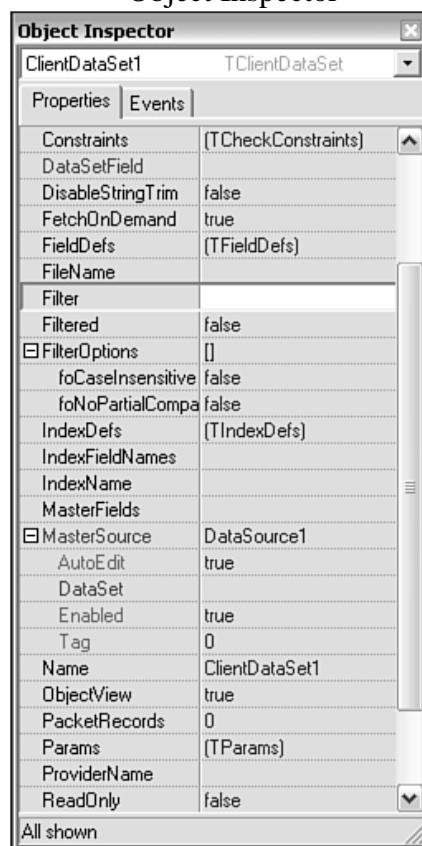 Object Inspector
Object Inspector
ClientDataSet1 TClientDataSet
Properties Events
Constraints (TCheckConstraints)
DataSetField
DisableStringTrim false
FetchOnDemand true
FieldDefs (TFieldDefs)
FileName
Filter
Filtered false
FilterOptions []
foCaseInsensitive false
foNoPartialCompa false
IndexDefs (TIndexDefs)
IndexFieldNames
IndexName
MasterFields
MasterSource DataSource1
AutoEdit true
DataSet
Enabled true
Tag 0
Name ClientDataSet1
ObjectView true
PacketRecords 0
Params (TParams)
ProviderName
ReadOnly false
All shown